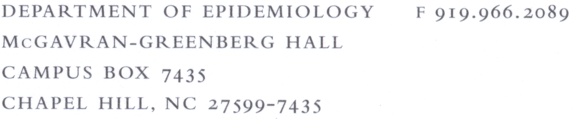 DEPARTMENT OF EPIDEMIOLOGY F 919.966.2089
MCGAVRAN-GREENBERG HALL
CAMPUS BOX 7435
CHAPEL HILL, NC 27599-7435